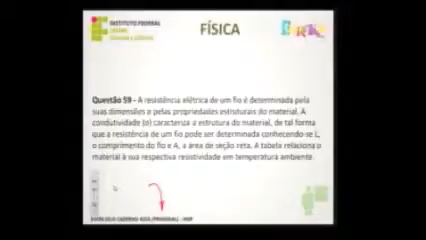 INSTITUTO FEDERAL
FÍSICA
Questão 59 - A resistência elétrica de um fio é determinada pela
suas dimensões e pelas propriedades estruturais do material. A
condutividade (σ) caracteriza a estrutura do material, de tal forma
que a resistência de um fio pode ser determinada conhecendo-se L,
o comprimento do fio e A, a área de seção reta. A tabela relaciona o
material à sua respectiva resistividade em temperatura ambiente.